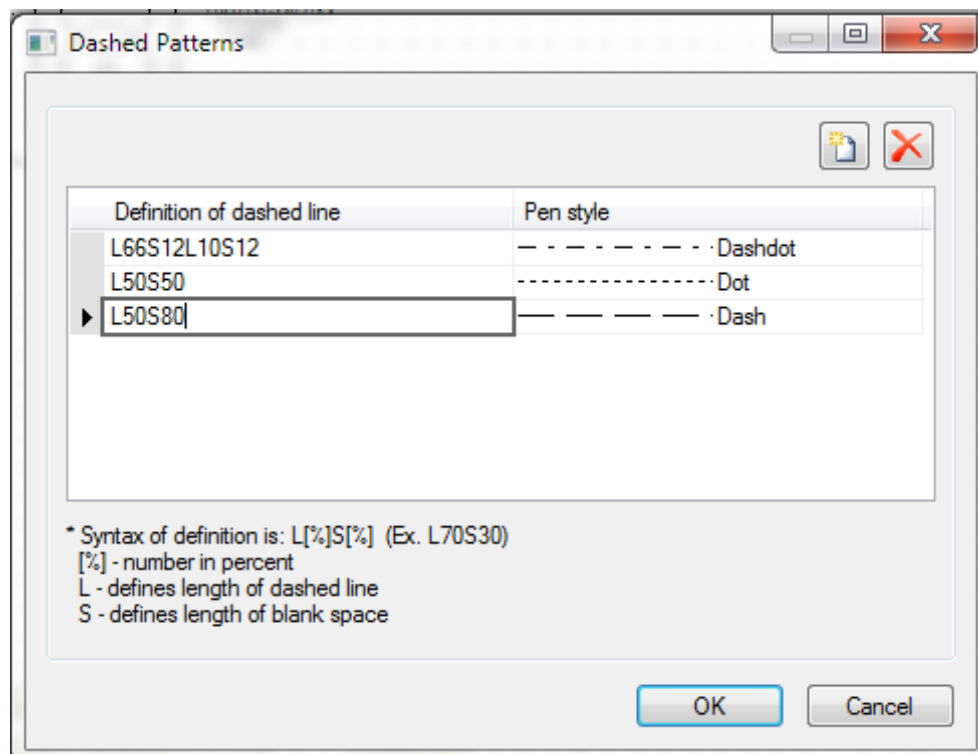 Dashed Patterns
Definition of dashed line Pen style
L66S12L10S12 Dashdot
L50S50 Dot
L50S80 Dash
* Syntax of definition is: L[%]S[%] (Ex. L70S30)
[%] - number in percent
L - defines length of dashed line
S - defines length of blank space
OK Cancel